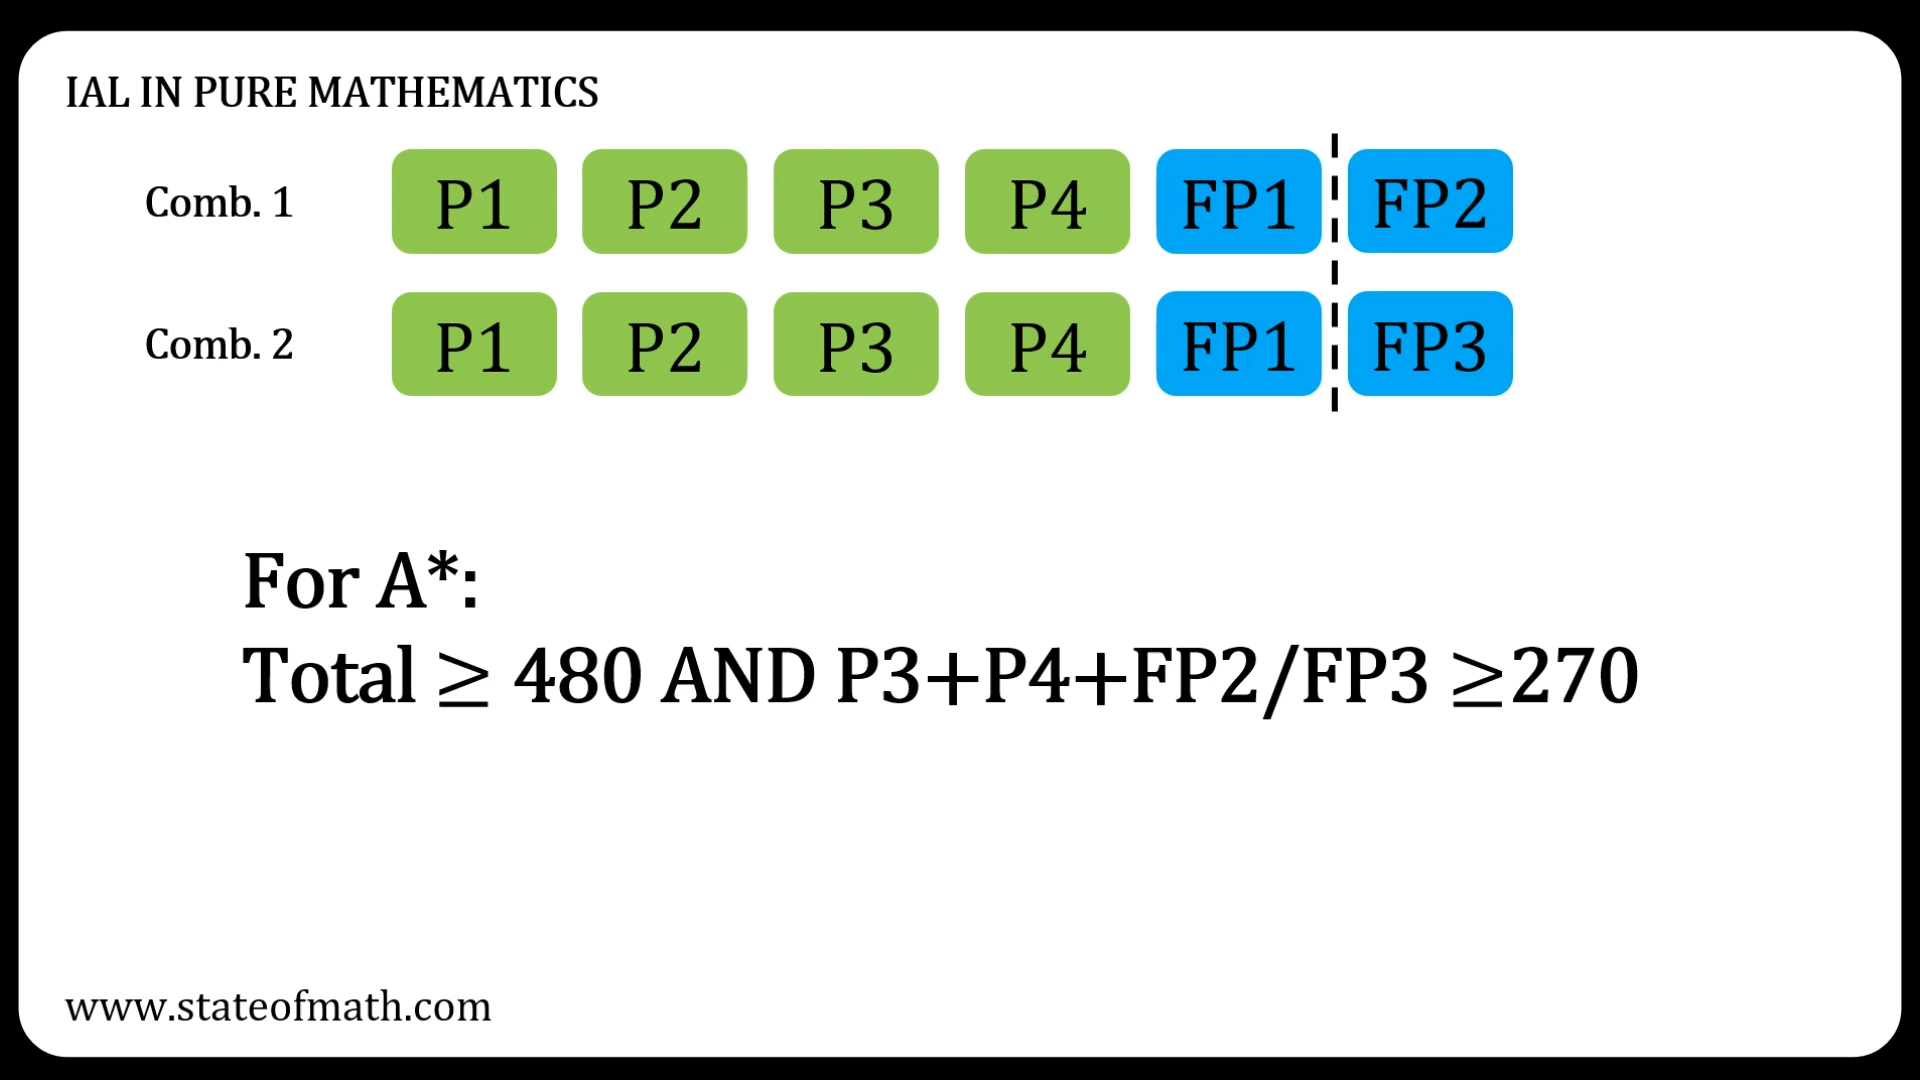 IAL IN PURE MATHEMATICS
Comb. 1 P1 P2 P3 P4 FP1 FP2
Comb. 2 P1 P2 P3 P4 FP1 FP3
For A*:
Total ≥ 480 AND P3+P4+FP2/FP3 ≥270
www.stateofmath.com